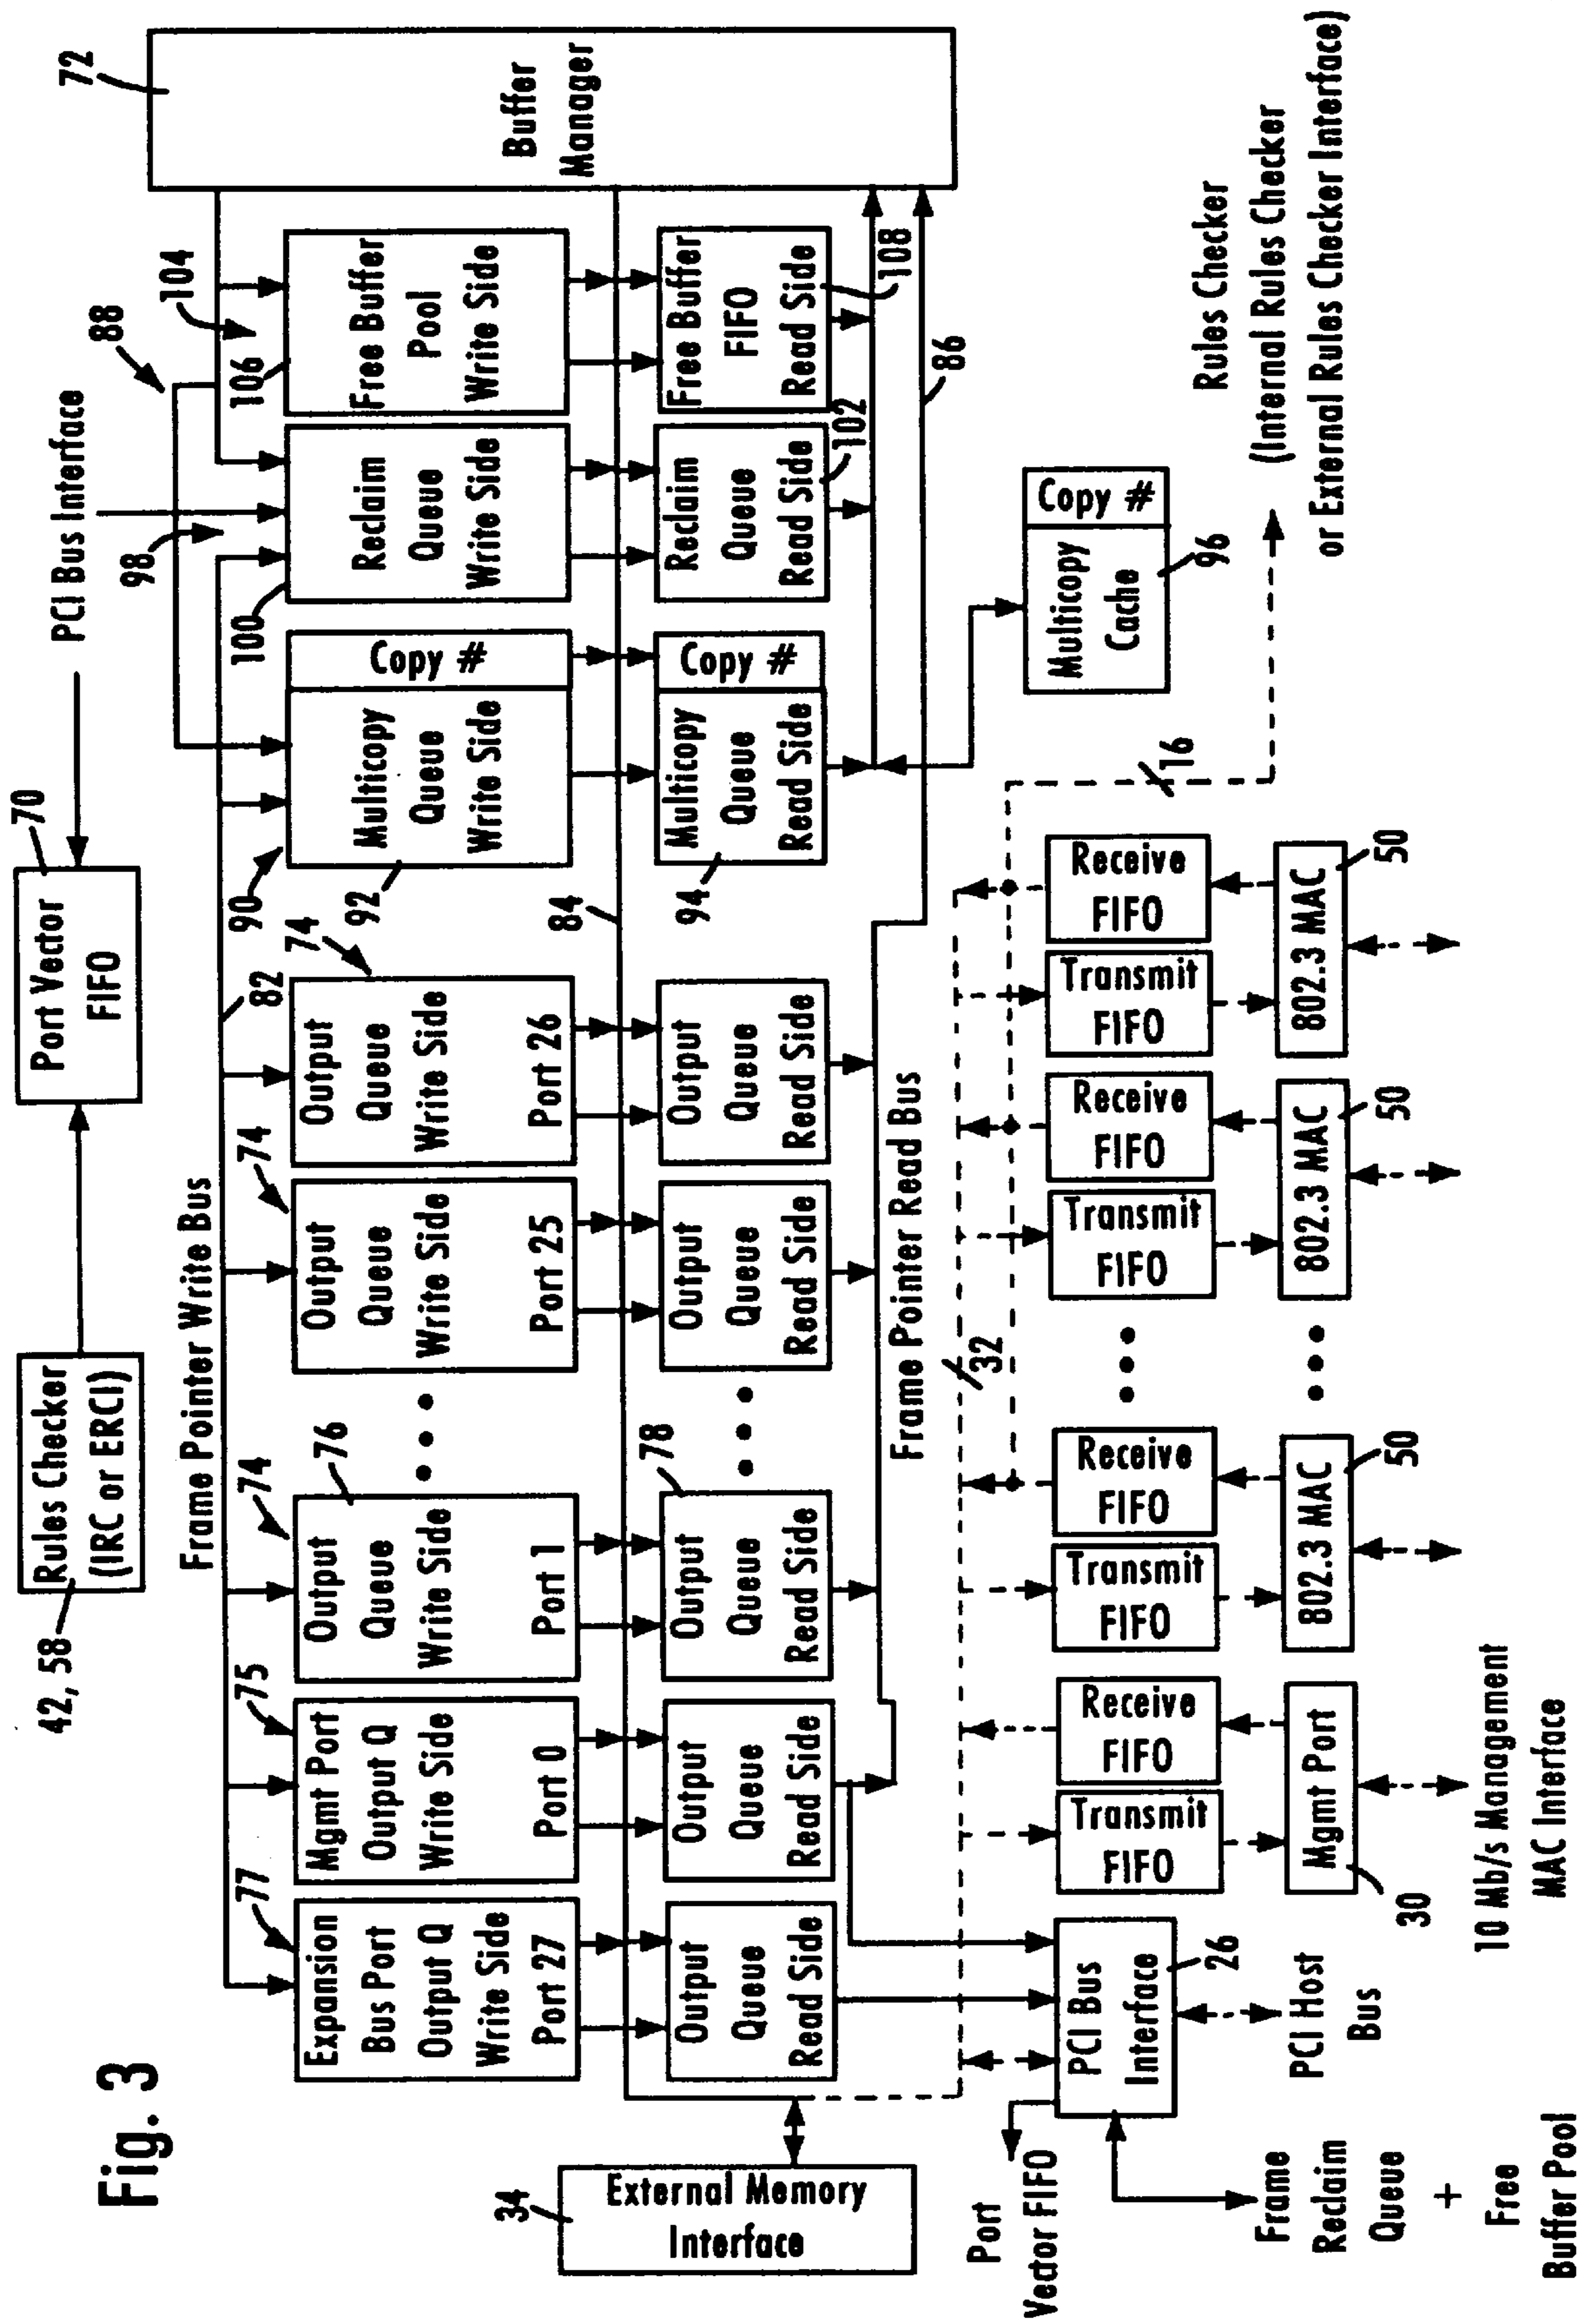 Fig. 3
42, 58
Rules Checker
(IRC or ERCI)
70
Port Vector
FIFO
PCI Bus Interface
88
72
Buffer
Manager
Frame Pointer Write Bus
82
98
104
77
Expansion
Bus Port
Output Q
Write Side
Port 27
75
Mgmt Port
Output Q
Write Side
Port 0
74
76
Output
Queue
Write Side
Port 1
74
Output
Queue
Write Side
Port 25
74
Output
Queue
Write Side
Port 26
90
92
Multicopy
Queue
Write Side
Copy #
100
Reclaim
Queue
Write Side
106
Free Buffer
Pool
Write Side
84
34
External Memory
Interface
Output
Queue
Read Side
Output
Queue
Read Side
78
Output
Queue
Read Side
Output
Queue
Read Side
Output
Queue
Read Side
94
Multicopy
Queue
Read Side
Copy #
Reclaim
Queue
Read Side
102
Free Buffer
FIFO
Read Side
108
Frame Pointer Read Bus
86
32
16
Port
Vector FIFO
PCI Bus
Interface
26
Transmit
FIFO
Receive
FIFO
Transmit
FIFO
Receive
FIFO
Transmit
FIFO
Receive
FIFO
Transmit
FIFO
Receive
FIFO
Multicopy
Cache
Copy #
96
Rules Checker
(Internal Rules Checker
or External Rules Checker Interface)
Frame
Reclaim
Queue
+
Free
Buffer Pool
PCI Host
Bus
30
Mgmt Port
802.3 MAC
50
802.3 MAC
50
802.3 MAC
50
10 Mb/s Management
MAC Interface